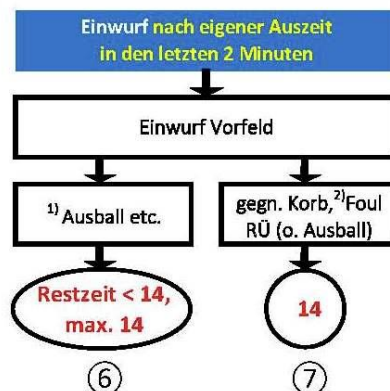 Einwurf nach eigener Auszeit
in den letzten 2 Minuten
Einwurf Vorfeld
1) Ausball etc.
gegn. Korb,2)Foul
RÜ (o. Ausball)
Restzeit < 14,
max. 14
14
6
7